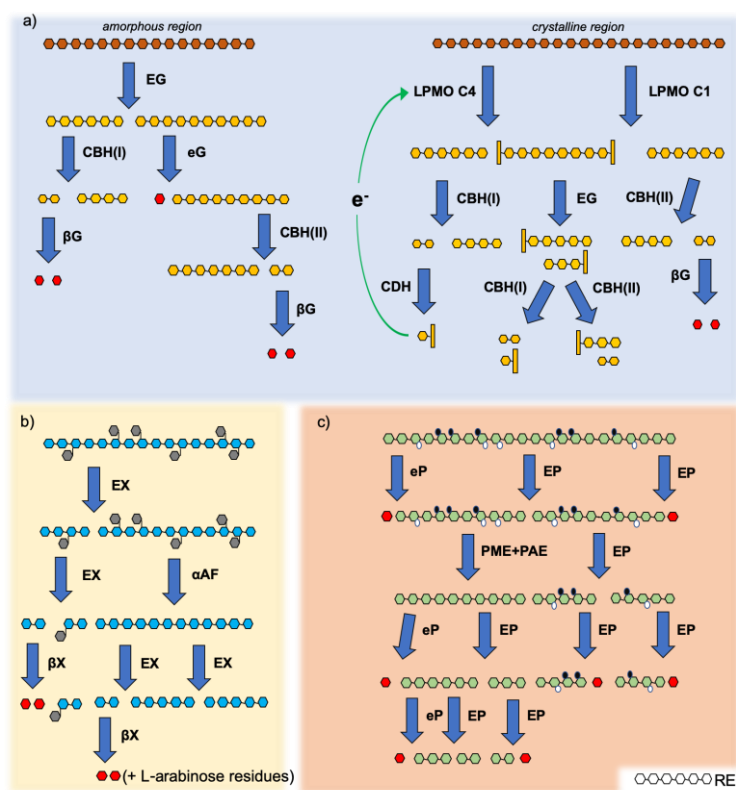 a)
amorphous region
crystalline region
EG
LPMO C4
LPMO C1
CBH(I)
eG
e-
CBH(I)
EG
CBH(II)
βG
CBH(II)
CDH
CBH(I)
CBH(II)
βG
βG
b)
EX
EX
αAF
βX
EX
EX
βX
(+ L-arabinose residues)
c)
eP
EP
EP
PME+PAE
EP
eP
EP
EP
EP
eP
EP
EP
RE